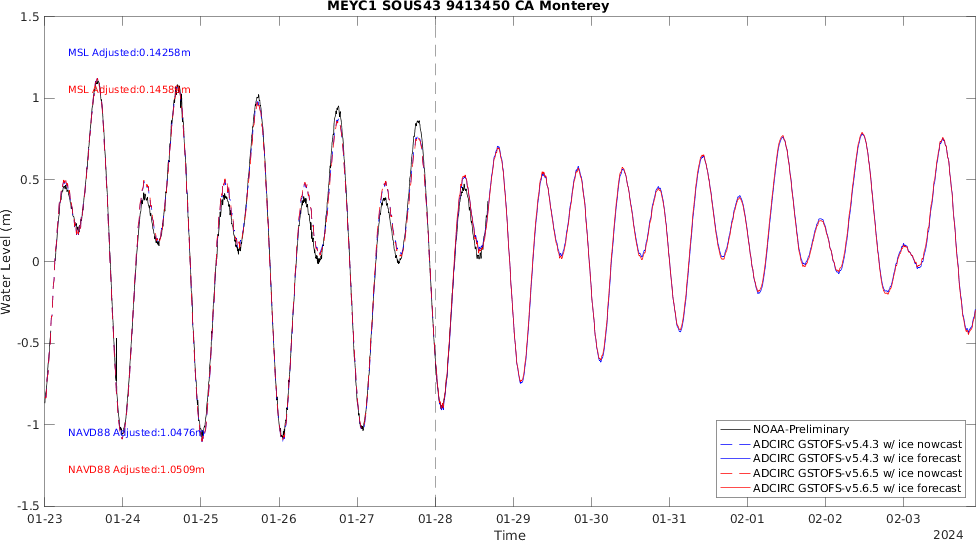 MEYC1 SOUS43 9413450 CA Monterey
1.5
1
0.5
0
-0.5
-1
-1.5
Water Level (m)
MSL Adjusted:0.14258m
MSL Adjusted:0.1458
NAVD88 Adjusted:1.0476m
NAVD88 Adjusted:1.0509m
NOAA-Preliminary
ADCIRC GSTOFS-v5.4.3 w/ ice nowcast
ADCIRC GSTOFS-v5.4.3 w/ ice forecast
ADCIRC GSTOFS-v5.6.5 w/ ice nowcast
ADCIRC GSTOFS-v5.6.5 w/ ice forecast
01-23 01-24 01-25 01-26 01-27 01-28 01-29 01-30 01-31 02-01 02-02 02-03
Time
2024